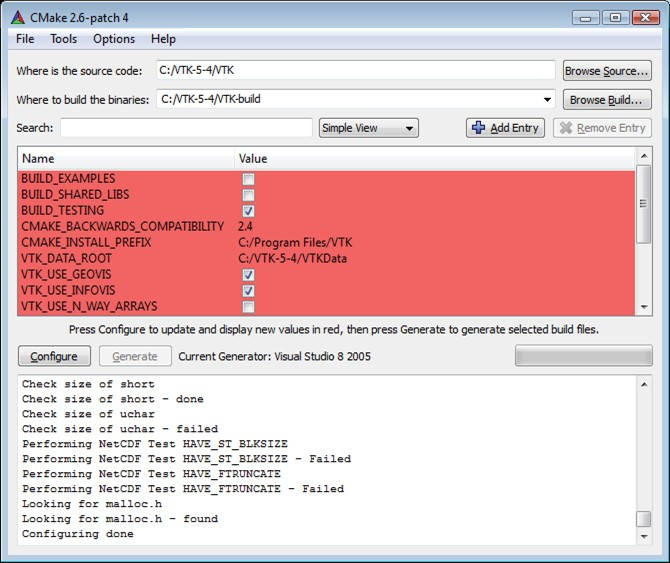 CMake 2.6-patch 4
File Tools Options Help
Where is the source code: C:/VTK-5-4/VTK Browse Source...
Where to build the binaries: C:/VTK-5-4/VTK-build Browse Build...
Search: Simple View Add Entry Remove Entry
Name Value
BUILD_EXAMPLES
BUILD_SHARED_LIBS
BUILD_TESTING
CMAKE_BACKWARDS_COMPATIBILITY 2.4
CMAKE_INSTALL_PREFIX C:/Program Files/VTK
VTK_DATA_ROOT C:/VTK-5-4/VTKData
VTK_USE_GEOVIS
VTK_USE_INFOVIS
VTK_USE_N_WAY_ARRAYS
Press Configure to update and display new values in red, then press Generate to generate selected build files.
Configure Generate Current Generator: Visual Studio 8 2005
Check size of short
Check size of short - done
Check size of uchar
Check size of uchar - failed
Performing NetCDF Test HAVE_ST_BLKSIZE
Performing NetCDF Test HAVE_ST_BLKSIZE - Failed
Performing NetCDF Test HAVE_FTRUNCATE
Performing NetCDF Test HAVE_FTRUNCATE - Failed
Looking for malloc.h
Looking for malloc.h - found
Configuring done